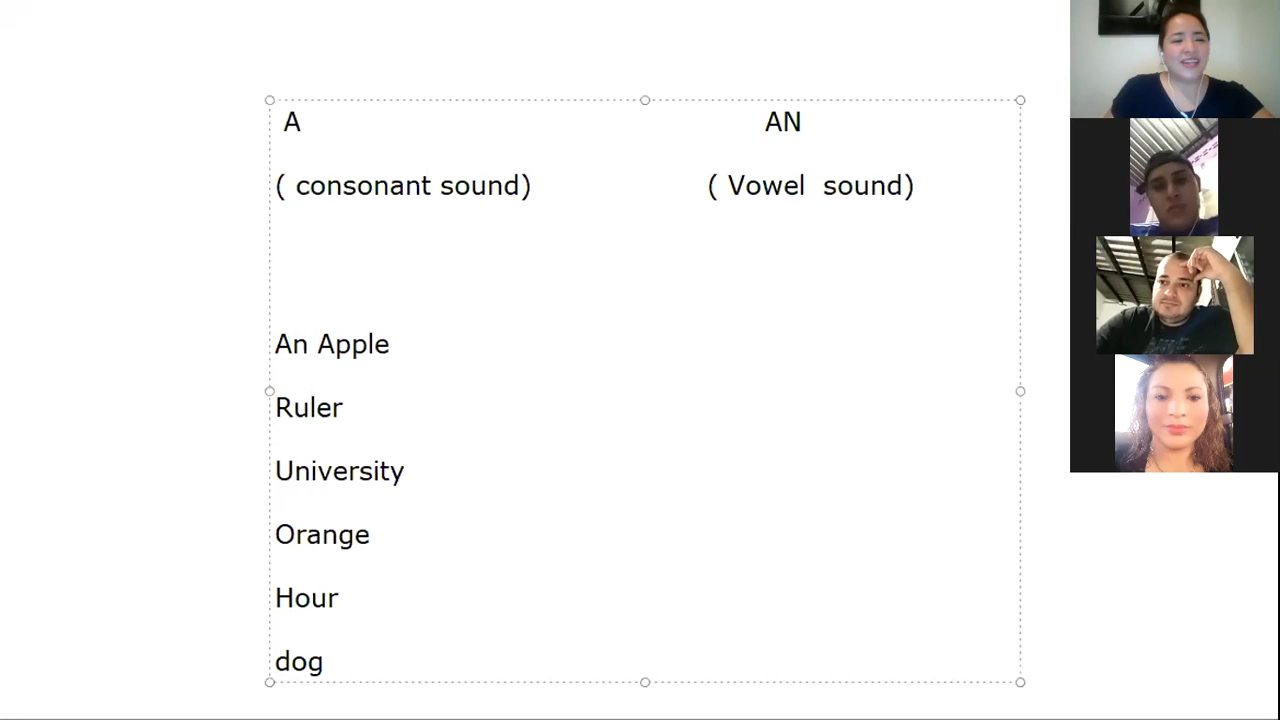 A AN
( consonant sound) ( Vowel sound)
An Apple
Ruler
University
Orange
Hour
dog